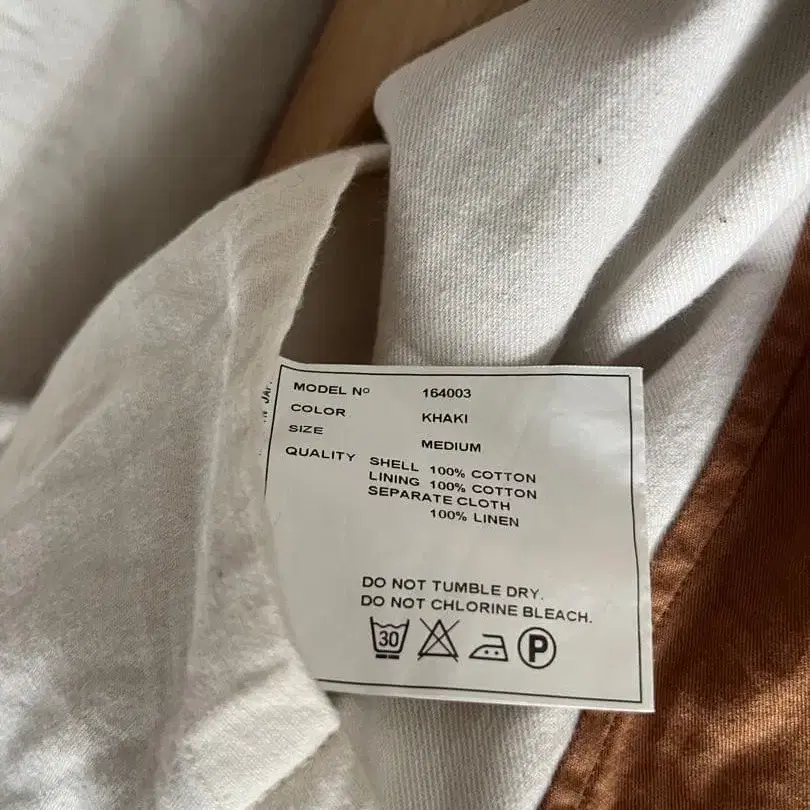 MODEL Nº 164003
COLOR KHAKI
SIZE MEDIUM
QUALITY SHELL 100% COTTON
LINING 100% COTTON
SEPARATE CLOTH
100% LINEN
DO NOT TUMBLE DRY.
DO NOT CHLORINE BLEACH.
30 P